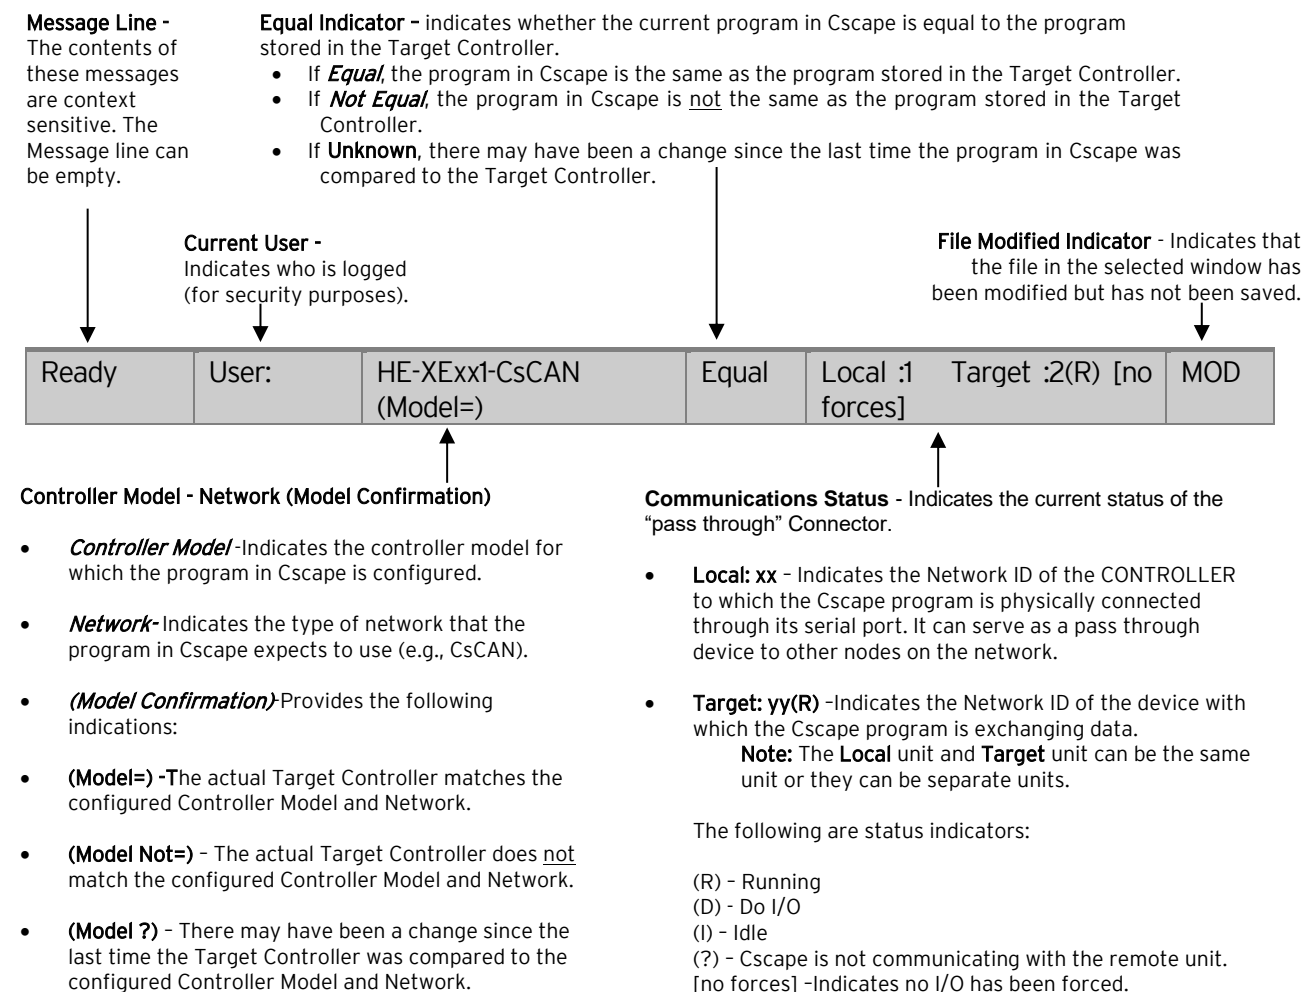 Message Line -
The contents of
these messages
are context
sensitive. The
Message line can
be empty.
Equal Indicator – indicates whether the current program in Cscape is equal to the program
stored in the Target Controller.
• If Equal, the program in Cscape is the same as the program stored in the Target Controller.
• If Not Equal, the program in Cscape is not the same as the program stored in the Target
Controller.
• If Unknown, there may have been a change since the last time the program in Cscape was
compared to the Target Controller.
Current User -
Indicates who is logged
(for security purposes).
File Modified Indicator - Indicates that
the file in the selected window has
been modified but has not been saved.
Ready User: HE-XExx1-CsCAN Equal Local :1 Target :2(R) [no MOD
(Model=) forces]
Controller Model - Network (Model Confirmation)
• Controller Model -Indicates the controller model for
which the program in Cscape is configured.
• Network- Indicates the type of network that the
program in Cscape expects to use (e.g., CsCAN).
• (Model Confirmation)-Provides the following
indications:
• (Model=) -The actual Target Controller matches the
configured Controller Model and Network.
• (Model Not=) – The actual Target Controller does not
match the configured Controller Model and Network.
• (Model ?) – There may have been a change since the
last time the Target Controller was compared to the
configured Controller Model and Network.
Communications Status - Indicates the current status of the
“pass through” Connector.
• Local: xx – Indicates the Network ID of the CONTROLLER
to which the Cscape program is physically connected
through its serial port. It can serve as a pass through
device to other nodes on the network.
• Target: yy(R) –Indicates the Network ID of the device with
which the Cscape program is exchanging data.
Note: The Local unit and Target unit can be the same
unit or they can be separate units.
The following are status indicators:
(R) – Running
(D) - Do I/O
(I) – Idle
(?) – Cscape is not communicating with the remote unit.
[no forces] –Indicates no I/O has been forced.